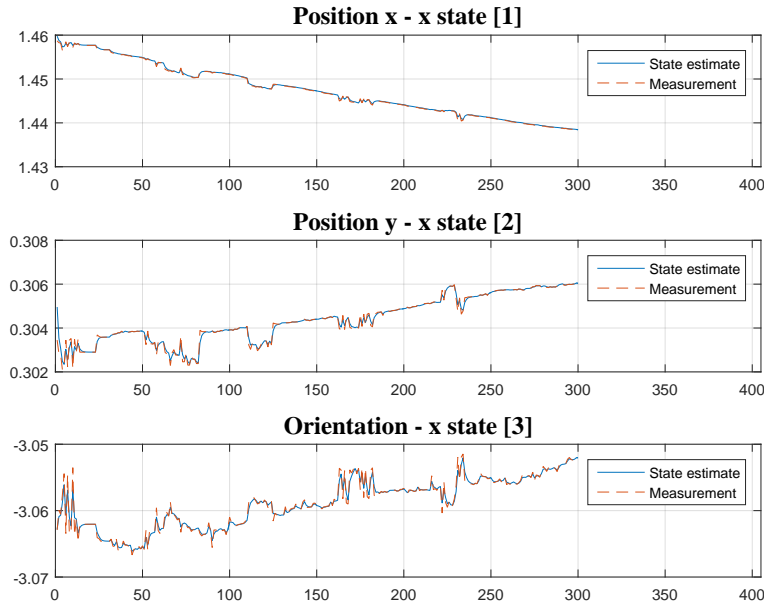 Position x - x state [1]
1.46
1.45
1.44
1.43
State estimate
Measurement
0 50 100 150 200 250 300 350 400
Position y - x state [2]
0.308
0.306
0.304
0.302
State estimate
Measurement
0 50 100 150 200 250 300 350 400
Orientation - x state [3]
-3.05
-3.06
-3.07
State estimate
Measurement
0 50 100 150 200 250 300 350 400